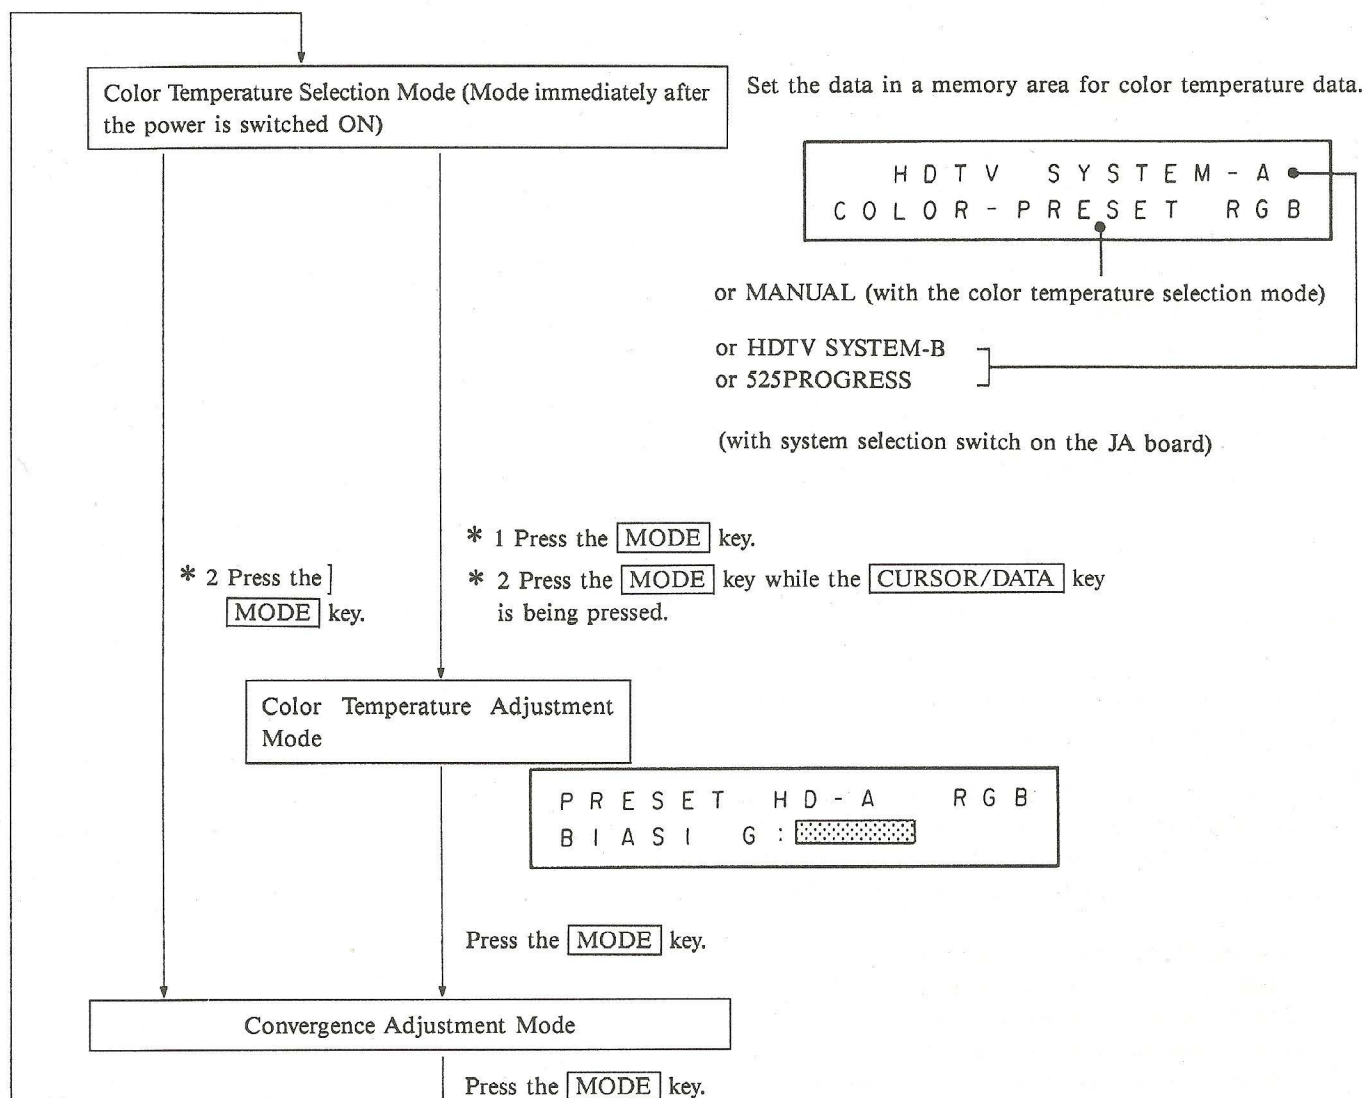 Color Temperature Selection Mode (Mode immediately after
the power is switched ON)
Set the data in a memory area for color temperature data.
HDTV SYSTEM-A
COLOR-PRESET RGB
or MANUAL (with the color temperature selection mode)
or HDTV SYSTEM-B
or 525PROGRESS
(with system selection switch on the JA board)
* 1 Press the MODE key.
* 2 Press the MODE key while the CURSOR/DATA key
is being pressed.
* 2 Press the ]
MODE key.
Color Temperature Adjustment
Mode
PRESET HD-A RGB
BIASI G:
Press the MODE key.
Convergence Adjustment Mode
Press the MODE key.